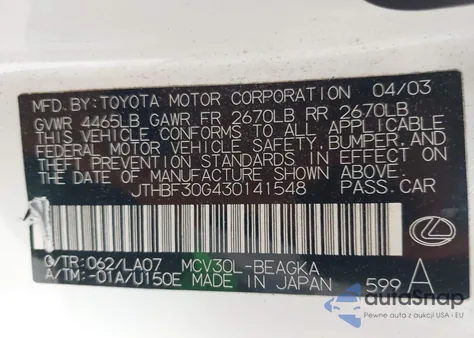 MFD. BY: TOYOTA MOTOR CORPORATION 04/03
GVWR 4465LB GAWR FR 2670LB RR 2670LB
THIS VEHICLE CONFORMS TO ALL APPLICABLE
FEDERAL MOTOR VEHICLE SAFETY, BUMPER, AND
THEFT PREVENTION STANDARDS IN EFFECT ON
THE DATE OF MANUFACTURE SHOWN ABOVE.
JTHBF30G430141548 PASS.CAR
C/TR:062/LA07 MCV30L-BEAGKA
A/TM:-01A/U150E MADE IN JAPAN 599 A
autoSnap
Pewne auta z USA i EU